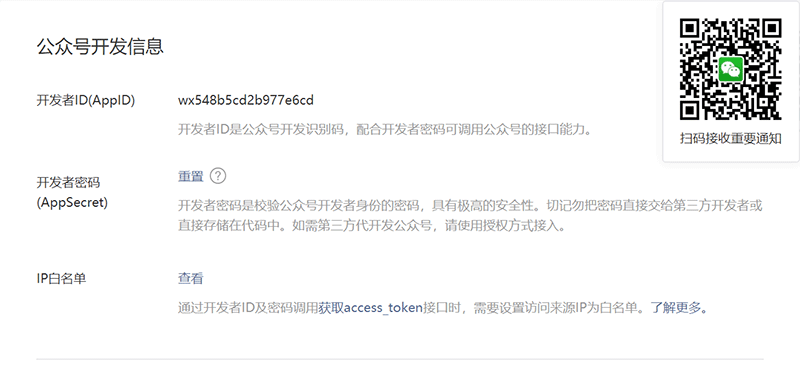 公众号开发信息
扫码接收重要通知
开发者ID(AppID)
wx548b5cd2b977e6cd
开发者ID是公众号开发识别码，配合开发者密码可调用公众号的接口能力。
开发者密码
(AppSecret)
重置 ?
开发者密码是校验公众号开发者身份的密码，具有极高的安全性。切记勿把密码直接交给第三方开发者或
直接存储在代码中。如需第三方代开发公众号，请使用授权方式接入。
IP白名单
查看
通过开发者ID及密码调用获取access_token接口时，需要设置访问来源IP为白名单。了解更多。